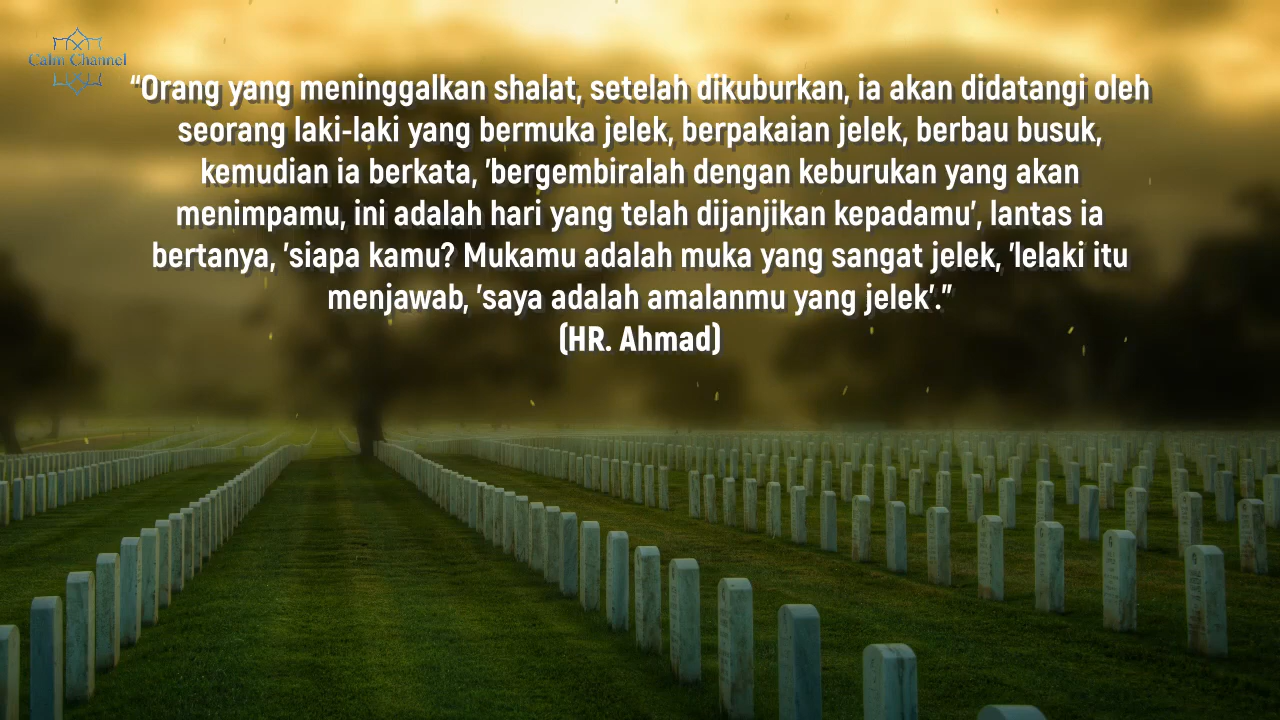 Calm Channel
“Orang yang meninggalkan shalat, setelah dikuburkan, ia akan didatangi oleh
seorang laki-laki yang bermuka jelek, berpakaian jelek, berbau busuk,
kemudian ia berkata, ’bergembiralah dengan keburukan yang akan
menimpamu, ini adalah hari yang telah dijanjikan kepadamu’, lantas ia
bertanya, ’siapa kamu? Mukamu adalah muka yang sangat jelek, ’lelaki itu
menjawab, ’saya adalah amalanmu yang jelek’.”
(HR. Ahmad)